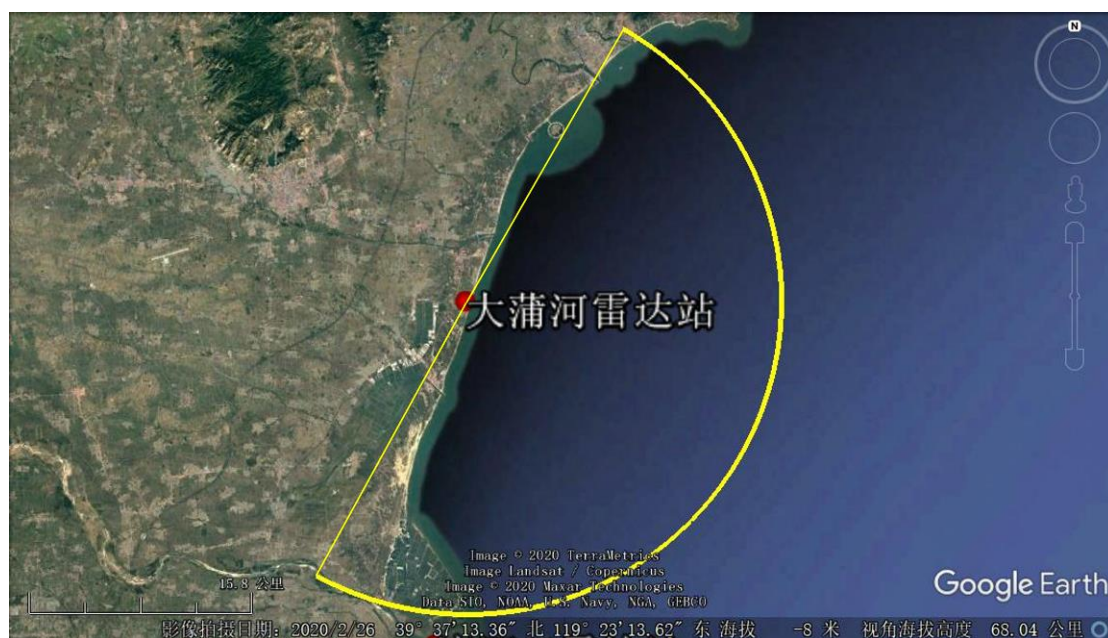 N
大蒲河雷达站
Image © 2020 TerraMetrics
Image Landsat / Copernicus
Image © 2020 Maxar Technologies
Data SIO, NOAA, U.S. Navy, NGA, GEBCO
15.8 公里
Google Earth
影像拍摄日期: 2020/2/26 39° 37'13.36" 北 119° 23'13.62" 东 海拔 -8 米 视角海拔高度 68.04 公里